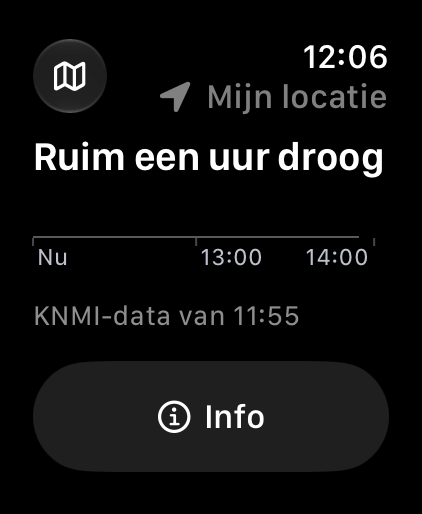 12:06
Mijn locatie
Ruim een uur droog
Nu 13:00 14:00
KNMI-data van 11:55
Info